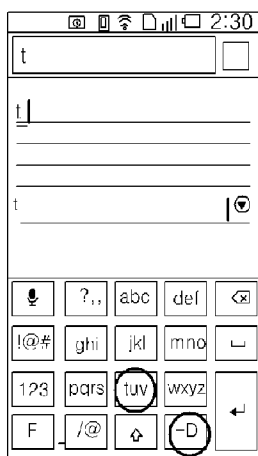 2:30
t
t
t
?,, abc def
!@# ghi jkl mno
123 pqrs tuv wxyz
F /@ -D